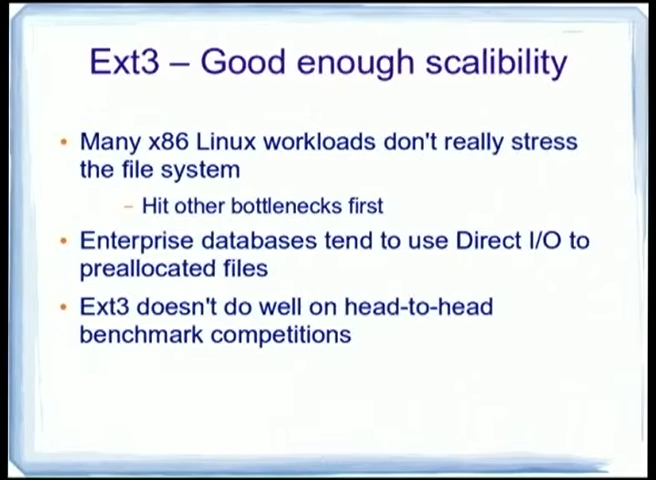 Ext3 – Good enough scalibility
• Many x86 Linux workloads don't really stress
the file system
– Hit other bottlenecks first
• Enterprise databases tend to use Direct I/O to
preallocated files
• Ext3 doesn't do well on head-to-head
benchmark competitions